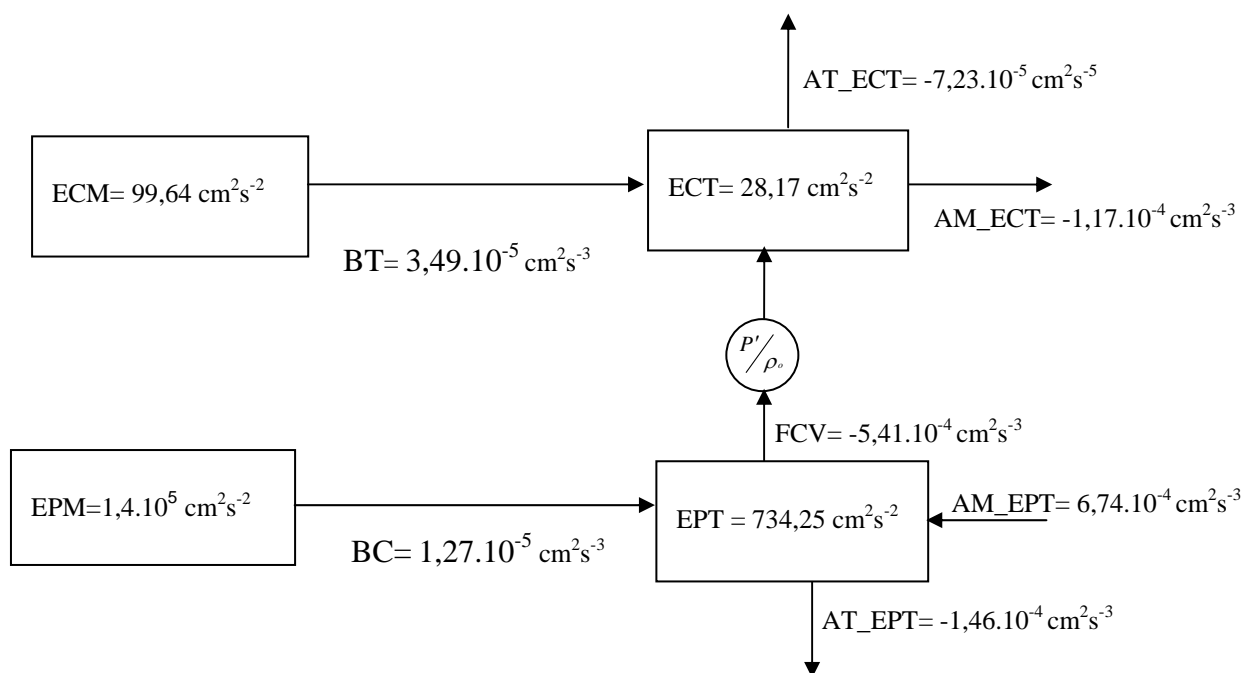 AT_ECT= -7,23.10⁻⁵ cm²s⁻⁵
ECM= 99,64 cm²s⁻²
ECT= 28,17 cm²s⁻²
AM_ECT= -1,17.10⁻⁴ cm²s⁻³
BT= 3,49.10⁻⁵ cm²s⁻³
P'/ρₒ
FCV= -5,41.10⁻⁴ cm²s⁻³
EPM=1,4.10⁵ cm²s⁻²
EPT = 734,25 cm²s⁻²
AM_EPT= 6,74.10⁻⁴ cm²s⁻³
BC= 1,27.10⁻⁵ cm²s⁻³
AT_EPT= -1,46.10⁻⁴ cm²s⁻³